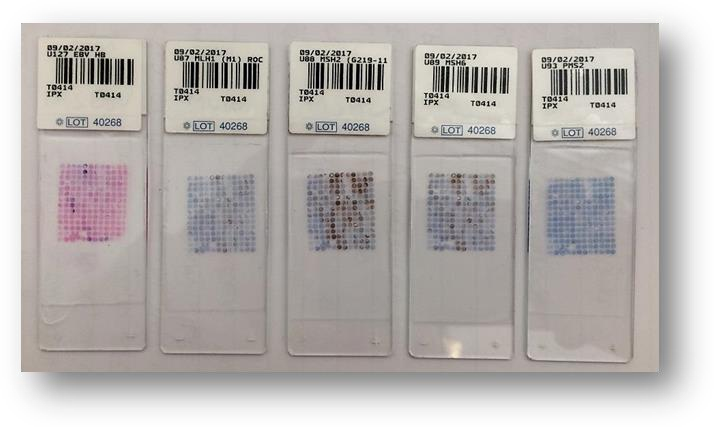 09/02/2017
U127 EBV HB
T0414
IPX T0414
LOT 40268
09/02/2017
U87 MLH1 (M1) ROC
T0414
IPX T0414
LOT 40268
09/02/2017
U88 MSH2 (G219-11
T0414
IPX T0414
LOT 40268
09/02/2017
U89 MSH6
T0414
IPX T0414
LOT 40268
09/02/2017
U93 PMS2
T0414
IPX T0414
LOT 40268